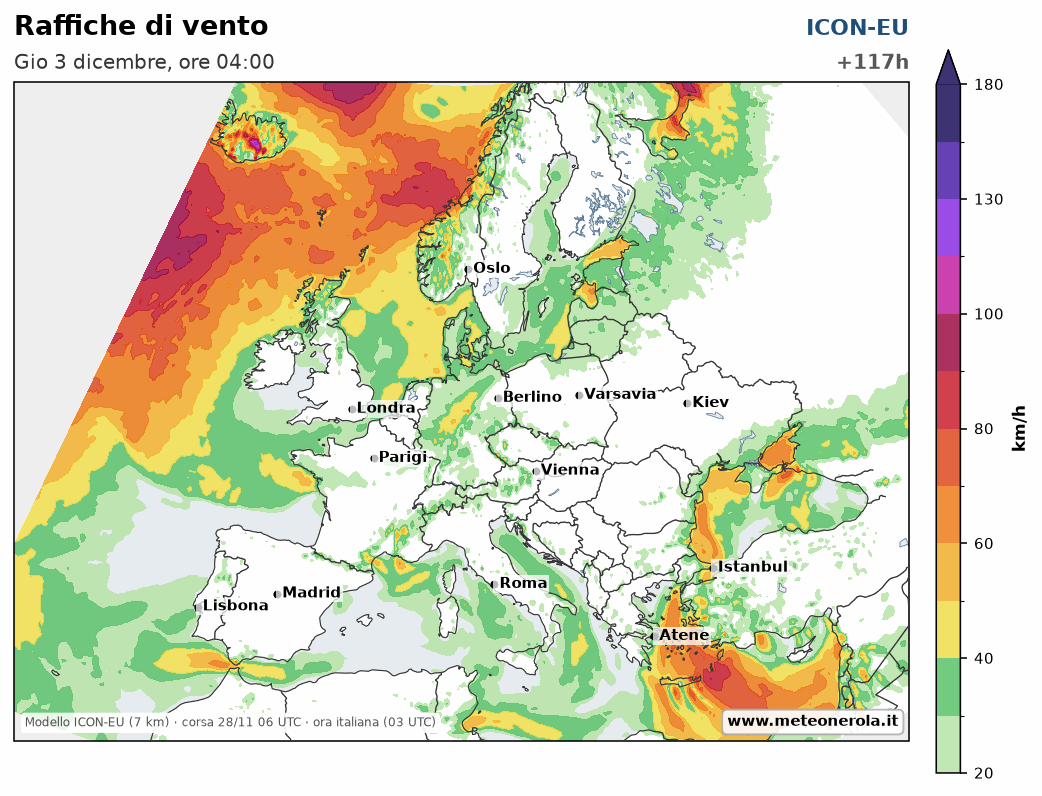 Raffiche di vento
ICON-EU
Gio 3 dicembre, ore 04:00
+117h
180
130
100
80
60
40
20
km/h
Oslo
Berlino
Varsavia
Kiev
Londra
Parigi
Vienna
Istanbul
Roma
Madrid
Lisbona
Atene
Modello ICON-EU (7 km) · corsa 28/11 06 UTC · ora italiana (03 UTC)
www.meteonerola.it